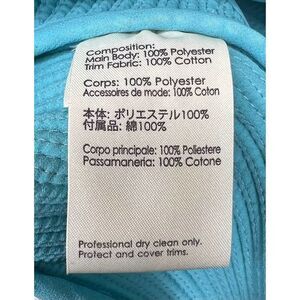 Composition:
Main Body: 100% Polyester
Trim Fabric: 100% Cotton
Corps: 100% Polyester
Accessoires de mode: 100% Coton
本体: ポリエステル100%
付属品: 綿100%
Corpo principale: 100% Poliestere
Passamaneria: 100% Cotone
Professional dry clean only.
Protect and cover trims.